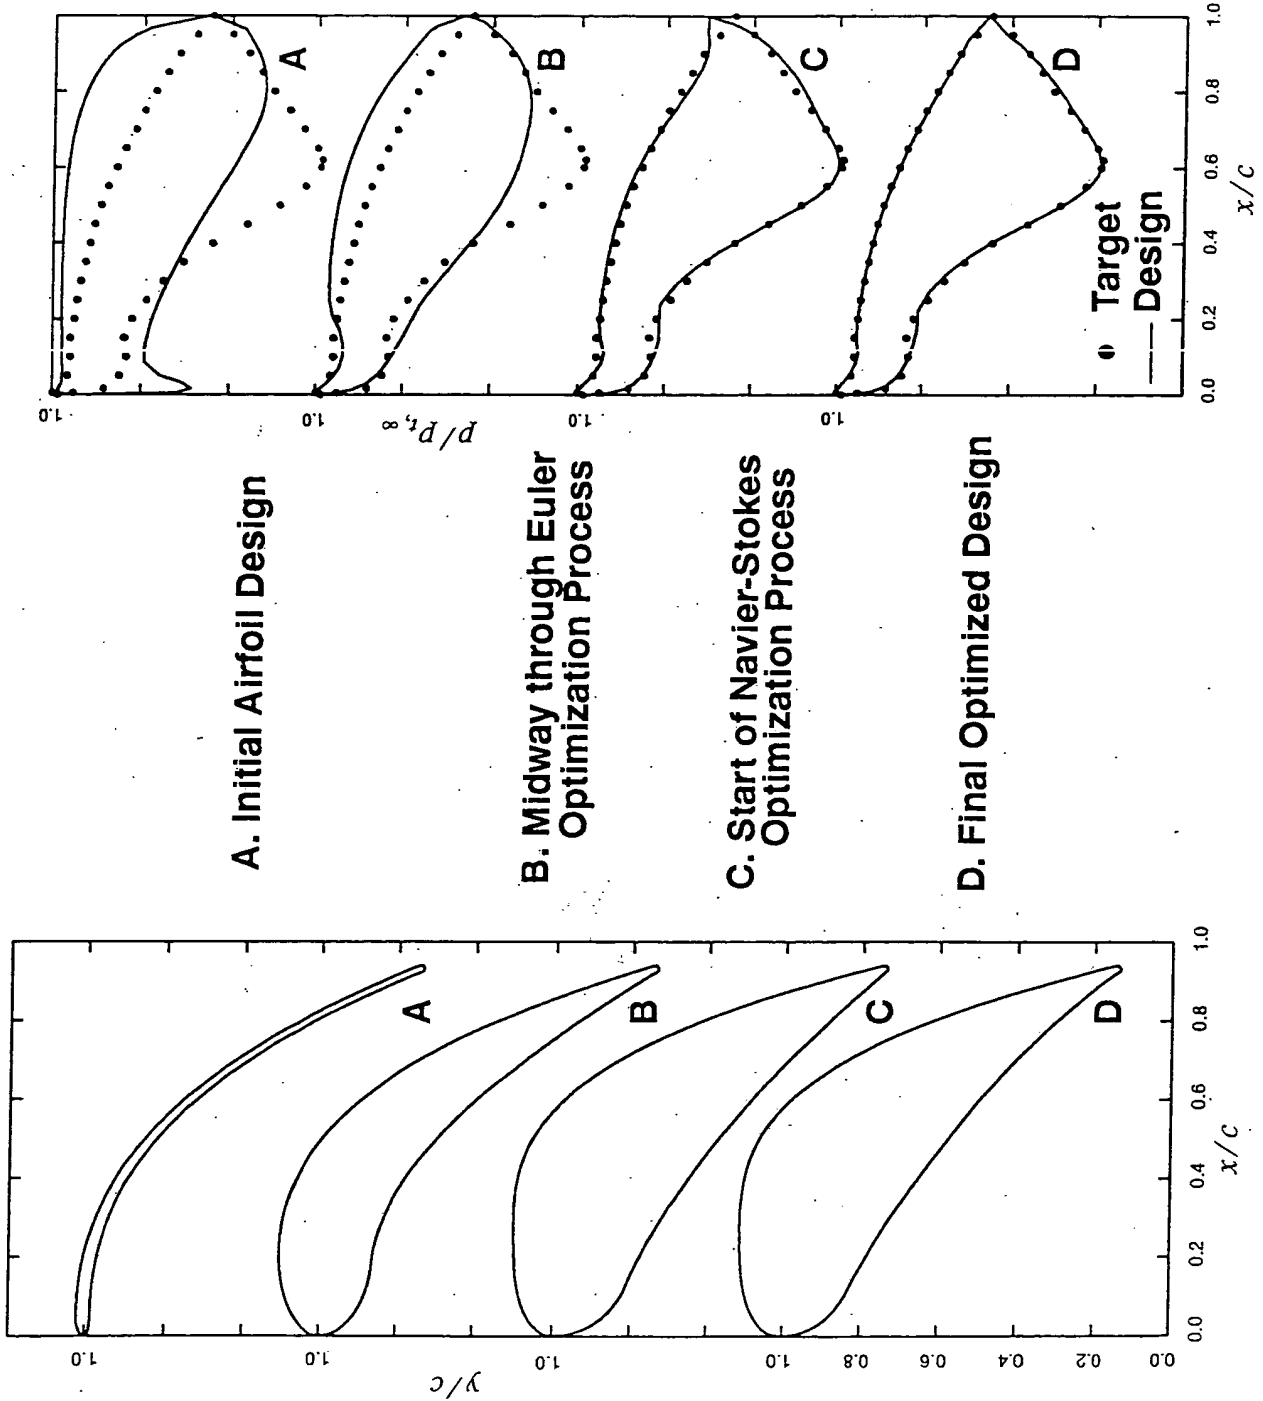 y/c
1.0
1.0
1.0
1.0
0.8
0.6
0.4
0.2
0.0
0.0
0.2
0.4
0.6
0.8
1.0
x/c
A
B
C
D
A. Initial Airfoil Design
B. Midway through Euler
Optimization Process
C. Start of Navier-Stokes
Optimization Process
D. Final Optimized Design
p/p_{t,∞}
1.0
1.0
1.0
1.0
0.0
0.2
0.4
0.6
0.8
1.0
x/c
A
B
C
D
Target
Design